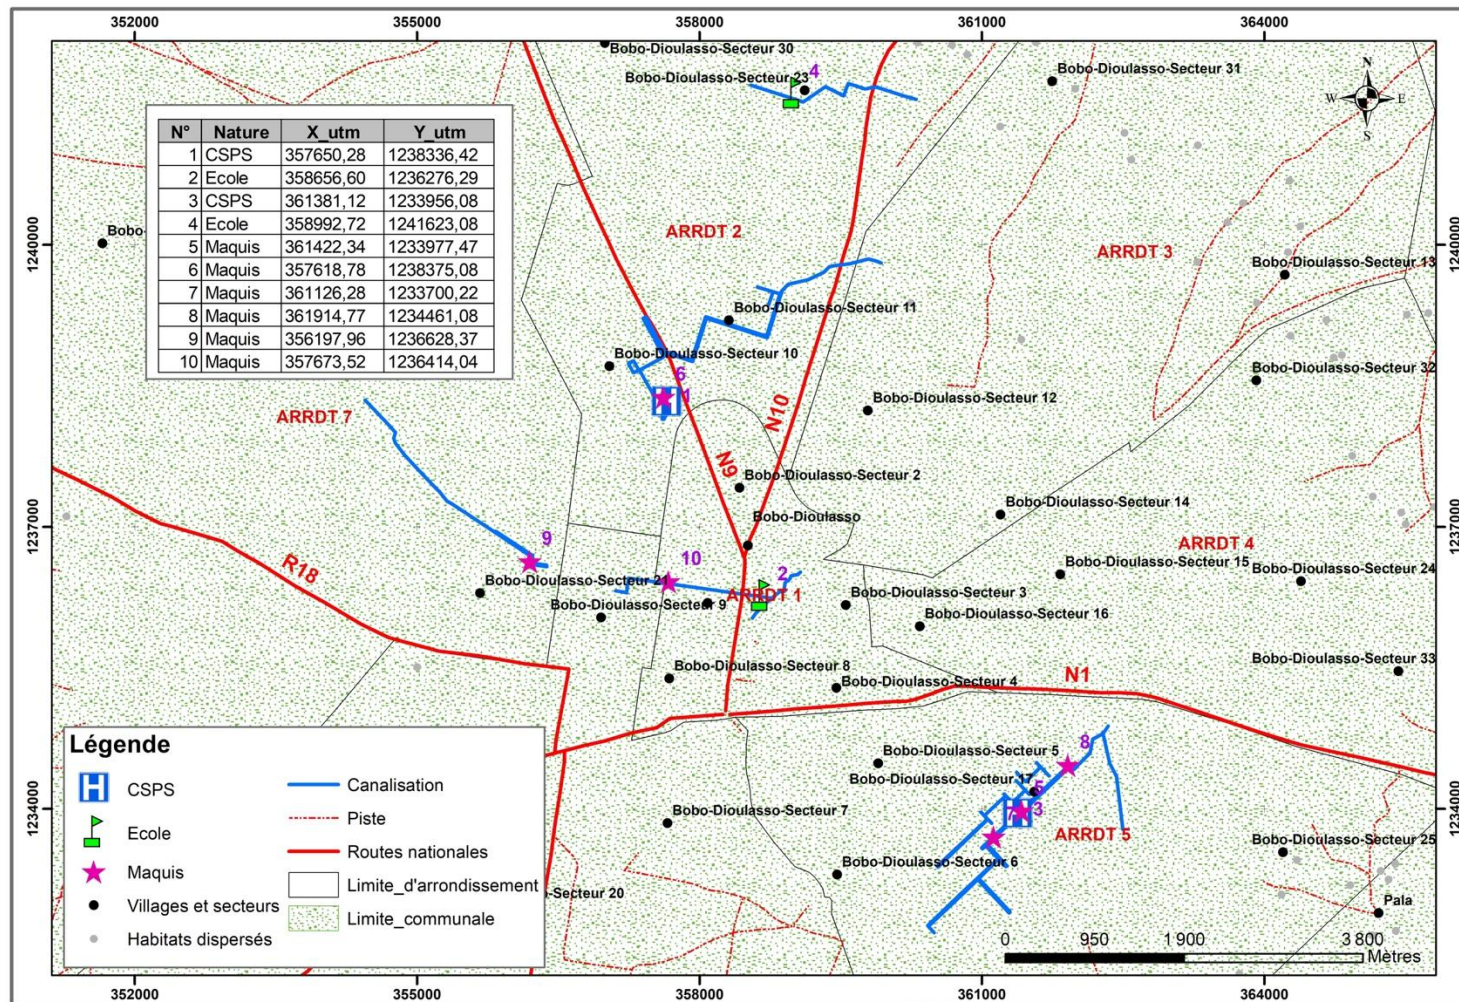 352000 355000 358000 361000 364000
Bobo-Dioulasso-Secteur 30
Bobo-Dioulasso-Secteur 23
4
Bobo-Dioulasso-Secteur 31
N
W E
S
N° Nature X_utm Y_utm
1 CSPS 357650,28 1238336,42
2 Ecole 358656,60 1236276,29
3 CSPS 361381,12 1233956,08
4 Ecole 358992,72 1241623,08
5 Maquis 361422,34 1233977,47
6 Maquis 357618,78 1238375,08
7 Maquis 361126,28 1233700,22
8 Maquis 361914,77 1234461,08
9 Maquis 356197,96 1236628,37
10 Maquis 357673,52 1236414,04
1240000
Bobo-
ARRDT 2
ARRDT 3
1240000
Bobo-Dioulasso-Secteur 13
Bobo-Dioulasso-Secteur 11
Bobo-Dioulasso-Secteur 10
Bobo-Dioulasso-Secteur 32
6
1
Bobo-Dioulasso-Secteur 12
ARRDT 7
N10
N9
Bobo-Dioulasso-Secteur 2
Bobo-Dioulasso-Secteur 14
1237000
Bobo-Dioulasso
1237000
9
ARRDT 4
10
2
R18
Bobo-Dioulasso-Secteur 21
Bobo-Dioulasso-Secteur 15
Bobo-Dioulasso-Secteur 24
ARRDT 1
Bobo-Dioulasso-Secteur 3
Bobo-Dioulasso-Secteur 9
Bobo-Dioulasso-Secteur 16
Bobo-Dioulasso-Secteur 8
Bobo-Dioulasso-Secteur 33
N1
Bobo-Dioulasso-Secteur 4
8
Bobo-Dioulasso-Secteur 5
Bobo-Dioulasso-Secteur 17
5
1234000
7
3
1234000
Bobo-Dioulasso-Secteur 7
ARRDT 5
Bobo-Dioulasso-Secteur 25
Bobo-Dioulasso-Secteur 6
-Secteur 20
Pala
Légende
H CSPS
Ecole
Maquis
Villages et secteurs
Habitats dispersés
Canalisation
Piste
Routes nationales
Limite_d'arrondissement
Limite_communale
0 950 1 900 3 800
Mètres
352000 355000 358000 361000 364000